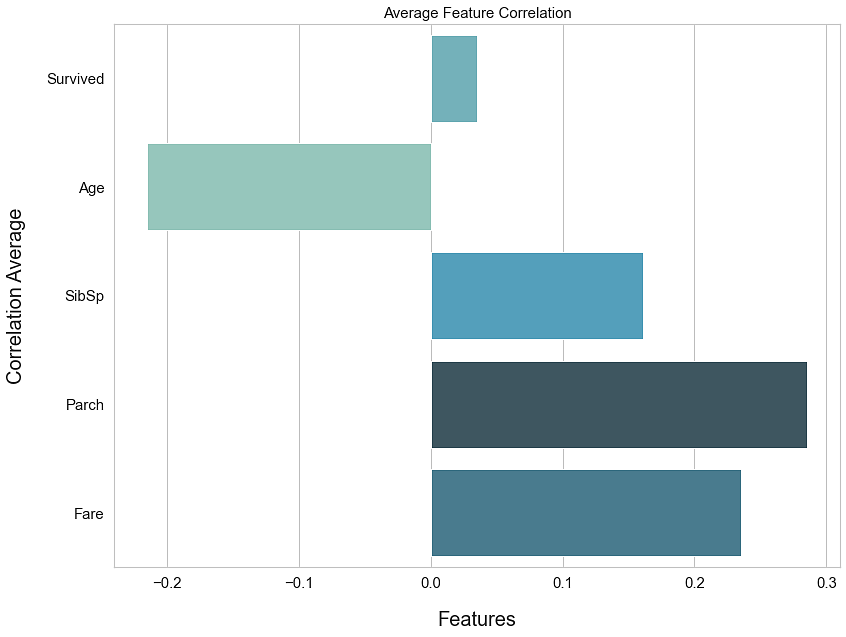 Average Feature Correlation
Correlation Average
Survived
Age
SibSp
Parch
Fare
−0.2 −0.1 0.0 0.1 0.2 0.3
Features